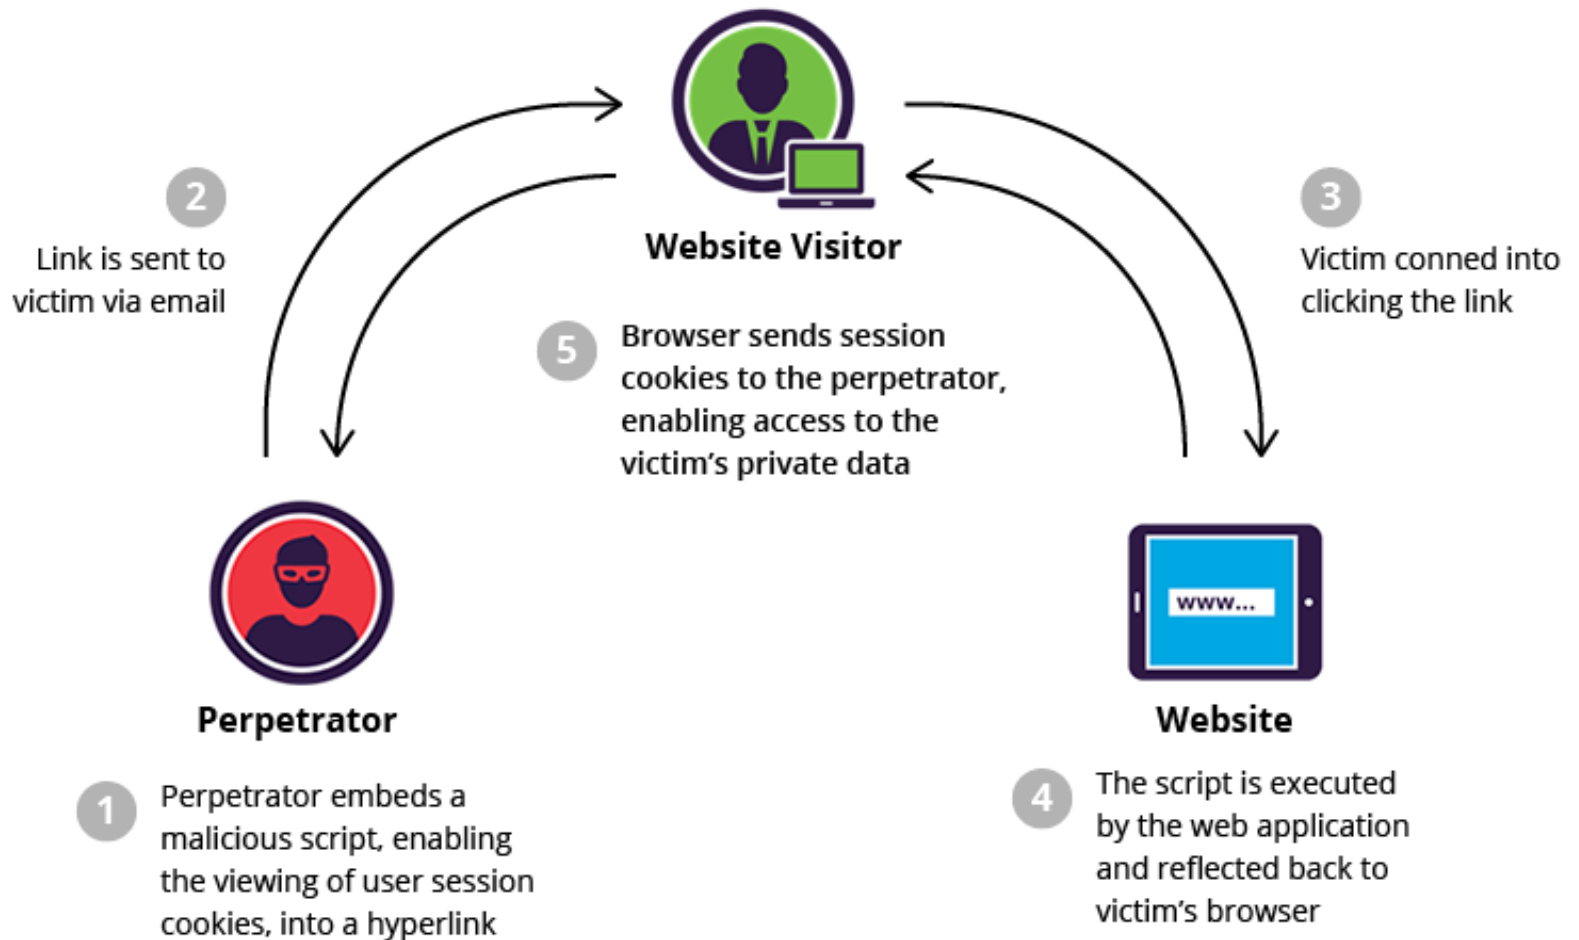 2
Link is sent to
victim via email
Website Visitor
3
Victim conned into
clicking the link
5
Browser sends session
cookies to the perpetrator,
enabling access to the
victim's private data
Perpetrator
1
Perpetrator embeds a
malicious script, enabling
the viewing of user session
cookies, into a hyperlink
www...
Website
4
The script is executed
by the web application
and reflected back to
victim's browser